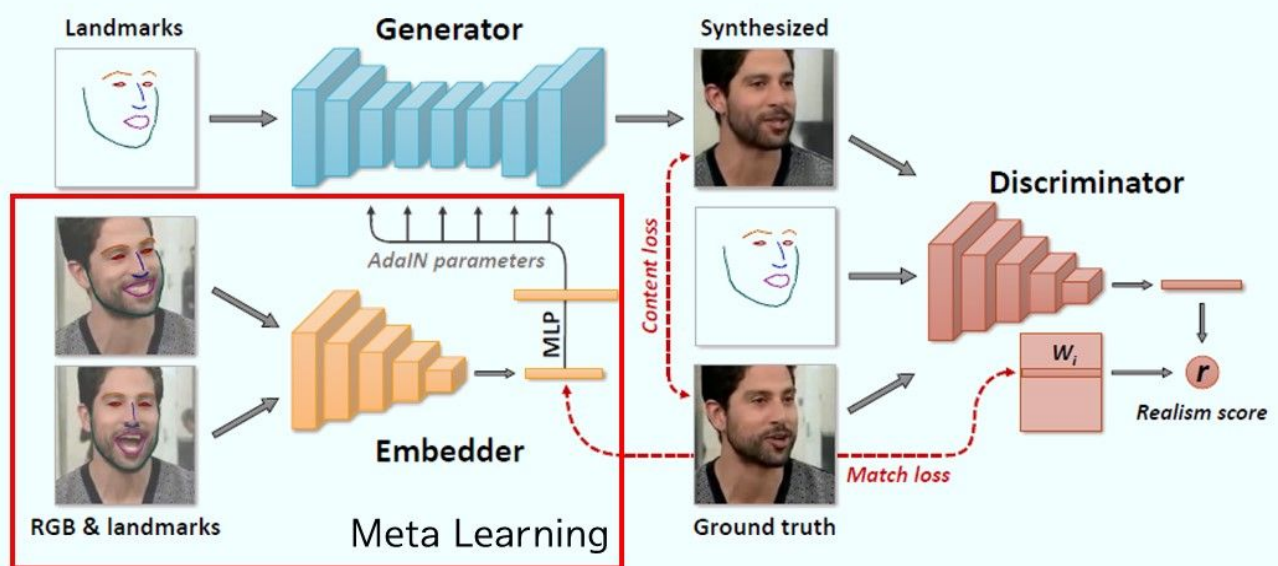 Landmarks
Generator
Synthesized
Discriminator
AdaIN parameters
Content loss
MLP
W_i
r
Realism score
Embedder
Match loss
RGB & landmarks
Meta Learning
Ground truth